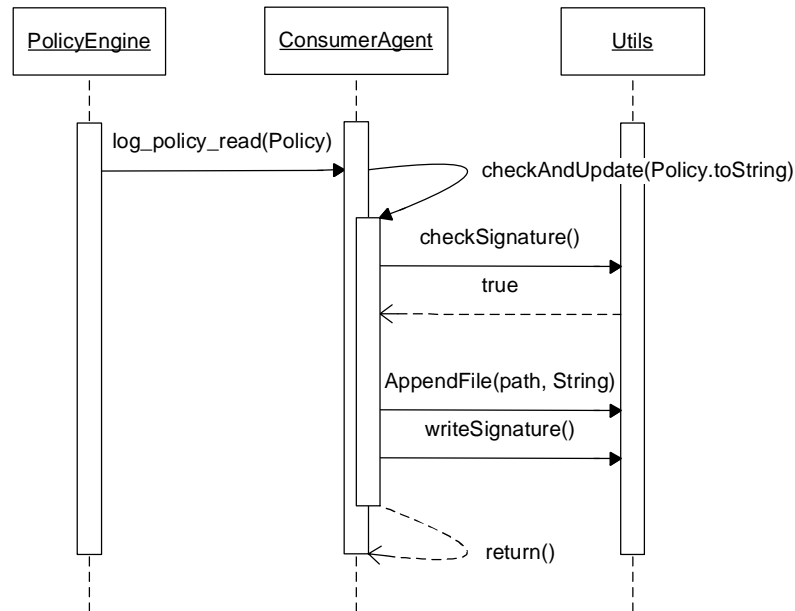 PolicyEngine
ConsumerAgent
Utils
log_policy_read(Policy)
checkAndUpdate(Policy.toString)
checkSignature()
true
AppendFile(path, String)
writeSignature()
return()